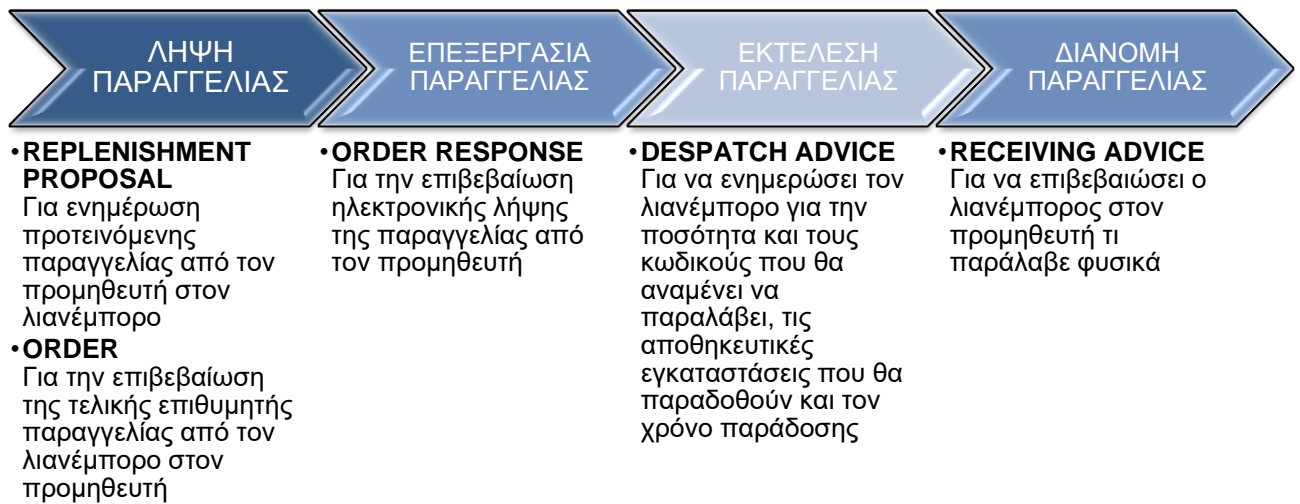 ΛΗΨΗ
ΠΑΡΑΓΓΕΛΙΑΣ
ΕΠΕΞΕΡΓΑΣΙΑ
ΠΑΡΑΓΓΕΛΙΑΣ
ΕΚΤΕΛΕΣΗ
ΠΑΡΑΓΓΕΛΙΑΣ
ΔΙΑΝΟΜΗ
ΠΑΡΑΓΓΕΛΙΑΣ
•REPLENISHMENT
PROPOSAL
Για ενημέρωση
προτεινόμενης
παραγγελίας από τον
προμηθευτή στον
λιανέμπορο
•ORDER
Για την επιβεβαίωση
της τελικής επιθυμητής
παραγγελίας από τον
λιανέμπορο στον
προμηθευτή
•ORDER RESPONSE
Για την επιβεβαίωση
ηλεκτρονικής λήψης
της παραγγελίας από
τον προμηθευτή
•DESPATCH ADVICE
Για να ενημερώσει τον
λιανέμπορο για την
ποσότητα και τους
κωδικούς που θα
αναμένει να
παραλάβει, τις
αποθηκευτικές
εγκαταστάσεις που θα
παραδοθούν και τον
χρόνο παράδοσης
•RECEIVING ADVICE
Για να επιβεβαιώσει ο
λιανέμπορος στον
προμηθευτή τι
παράλαβε φυσικά